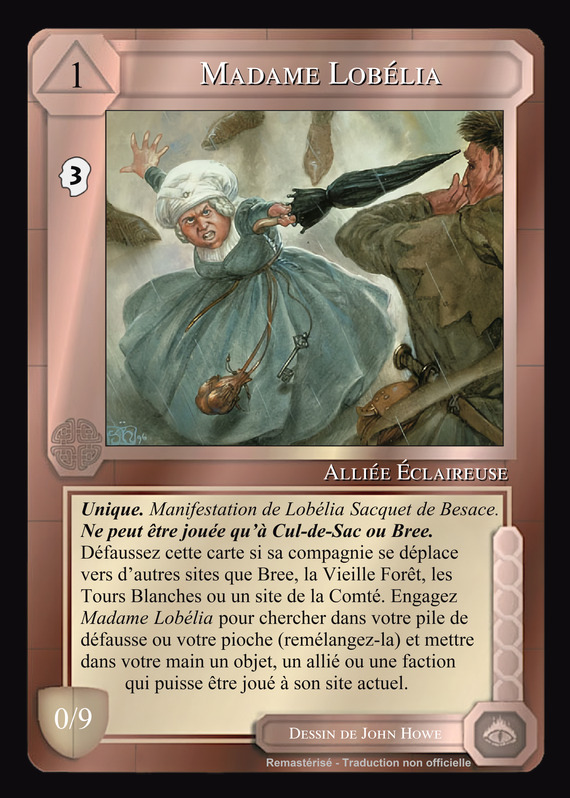 1
Madame Lobélia
3
Alliée Éclaireuse
Unique. Manifestation de Lobélia Sacquet de Besace.
Ne peut être jouée qu'à Cul-de-Sac ou Bree.
Défaussez cette carte si sa compagnie se déplace
vers d'autres sites que Bree, la Vieille Forêt, les
Tours Blanches ou un site de la Comté. Engagez
Madame Lobélia pour chercher dans votre pile de
défausse ou votre pioche (remélangez-la) et mettre
dans votre main un objet, un allié ou une faction
qui puisse être joué à son site actuel.
0/9
Dessin de John Howe
Remastérisé - Traduction non officielle